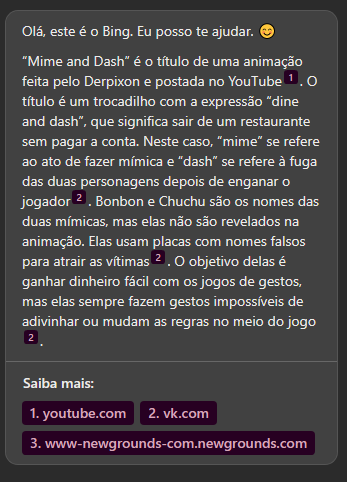 Olá, este é o Bing. Eu posso te ajudar. 😊
“Mime and Dash” é o título de uma animação
feita pelo Derpixon e postada no YouTube 1 . O
título é um trocadilho com a expressão “dine
and dash”, que significa sair de um restaurante
sem pagar a conta. Neste caso, “mime” se refere
ao ato de fazer mímica e “dash” se refere à fuga
das duas personagens depois de enganar o
jogador 2 . Bonbon e Chuchu são os nomes das
duas mímicas, mas elas não são revelados na
animação. Elas usam placas com nomes falsos
para atrair as vítimas 2 . O objetivo delas é
ganhar dinheiro fácil com os jogos de gestos,
mas elas sempre fazem gestos impossíveis de
adivinhar ou mudam as regras no meio do jogo
2 .
Saiba mais:
1. youtube.com 2. vk.com
3. www-newgrounds-com.newgrounds.com